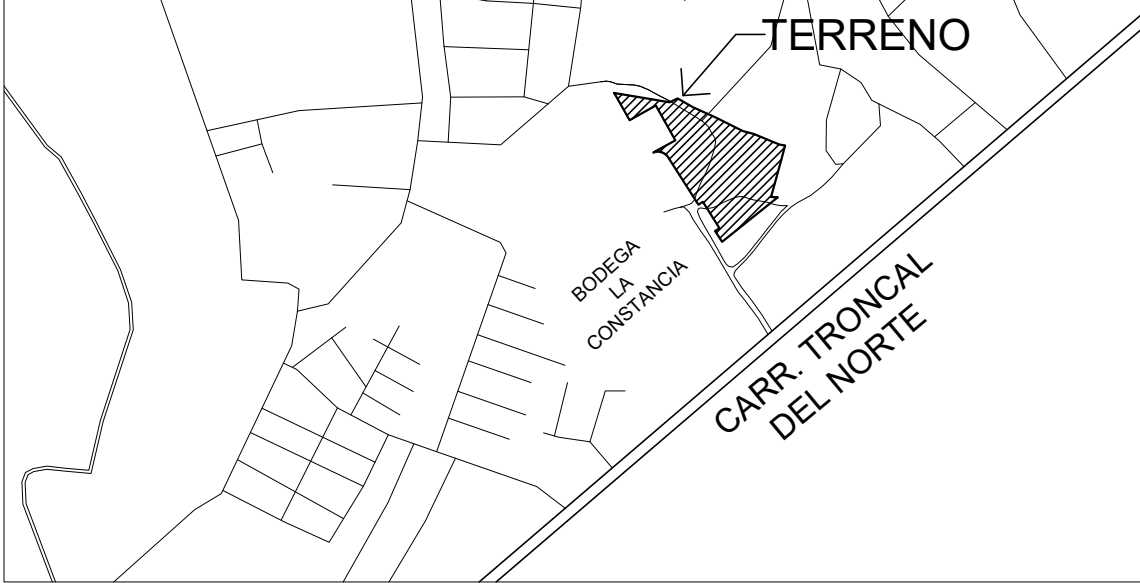 TERRENO
BODEGA
LA
CONSTANCIA
CARR. TRONCAL
DEL NORTE